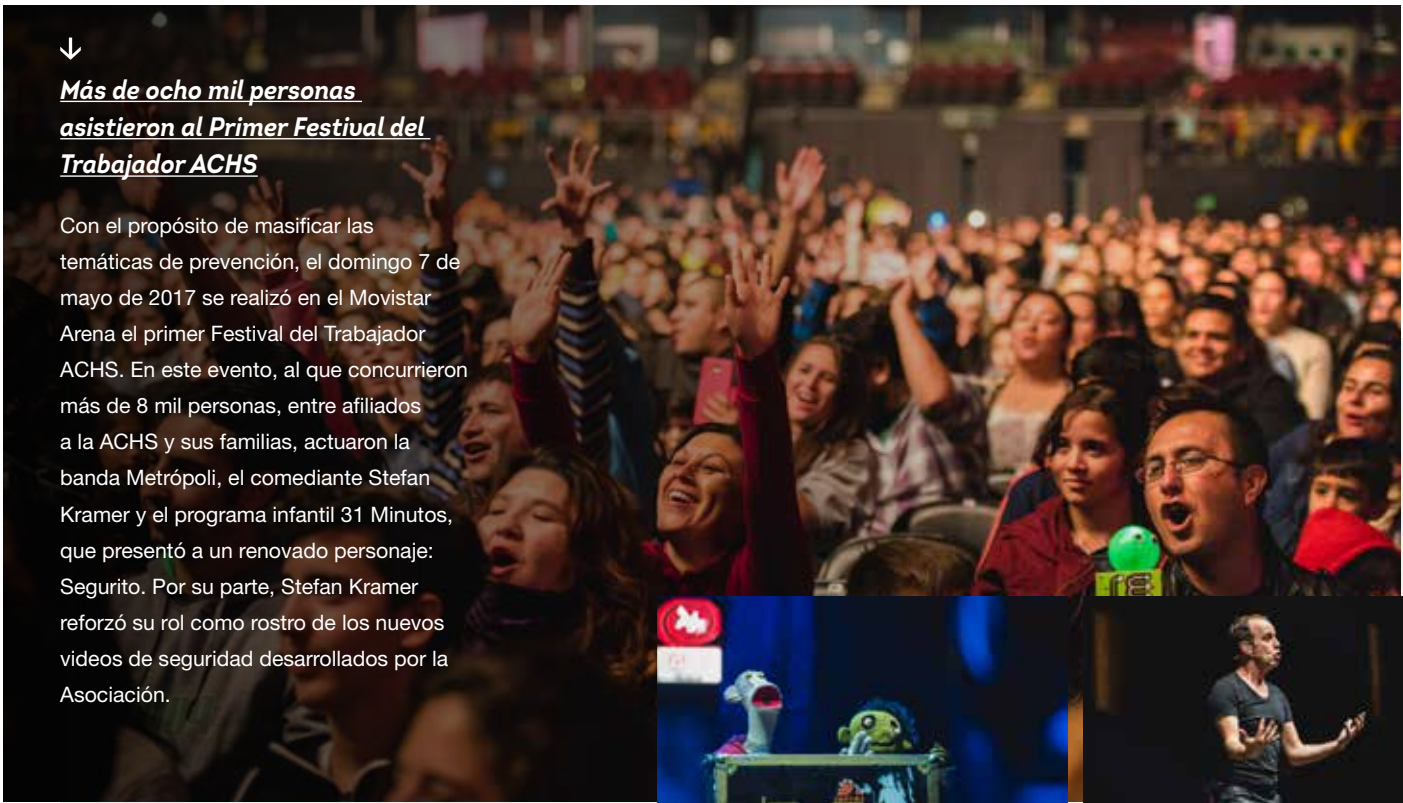 Más de ocho mil personas
asistieron al Primer Festival del
Trabajador ACHS
Con el propósito de masificar las
temáticas de prevención, el domingo 7 de
mayo de 2017 se realizó en el Movistar
Arena el primer Festival del Trabajador
ACHS. En este evento, al que concurrieron
más de 8 mil personas, entre afiliados
a la ACHS y sus familias, actuaron la
banda Metrópoli, el comediante Stefan
Kramer y el programa infantil 31 Minutos,
que presentó a un renovado personaje:
Segurito. Por su parte, Stefan Kramer
reforzó su rol como rostro de los nuevos
videos de seguridad desarrollados por la
Asociación.